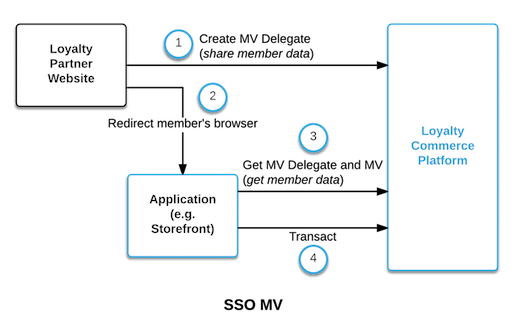 Loyalty
Partner
Website
1
Create MV Delegate
(share member data)
2
Redirect member's browser
Loyalty
Commerce
Platform
3
Get MV Delegate and MV
(get member data)
Application
(e.g.
Storefront)
Transact
4
SSO MV